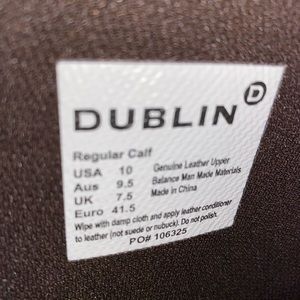 DUBLIN D
Regular Calf
USA 10 Genuine Leather Upper
Aus 9.5 Balance Man Made Materials
UK 7.5 Made in China
Euro 41.5
Wipe with damp cloth and apply leather conditioner
to leather (not suede or nubuck). Do not polish.
PO# 106325